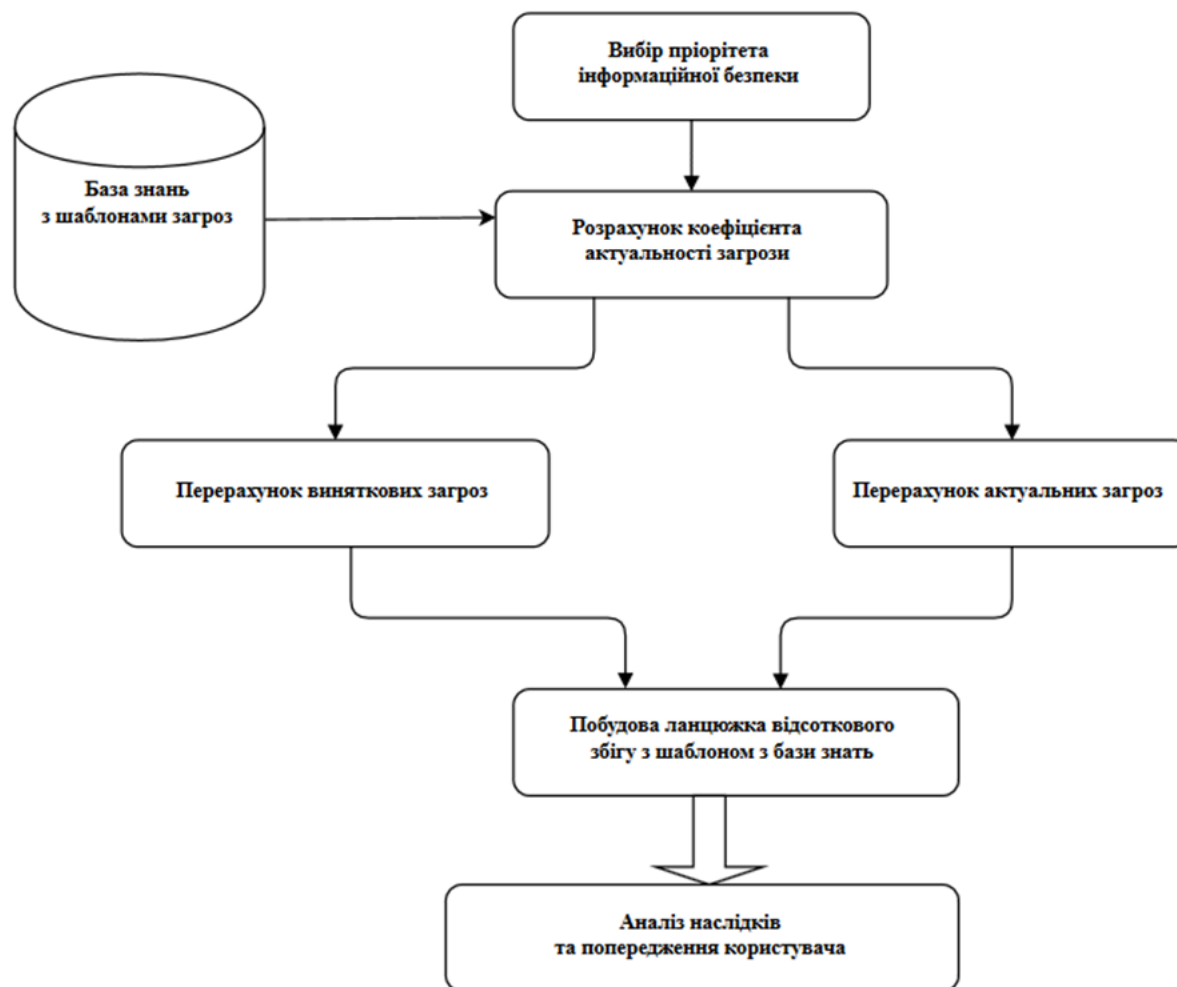 Вибір пріорітета
інформаційної безпеки
База знань
з шаблонами загроз
Розрахунок коефіцієнта
актуальності загрози
Перерахунок виняткових загроз
Перерахунок актуальних загроз
Побудова ланцюжка відсоткового
збігу з шаблоном з бази знать
Аналіз наслідків
та попередження користувача